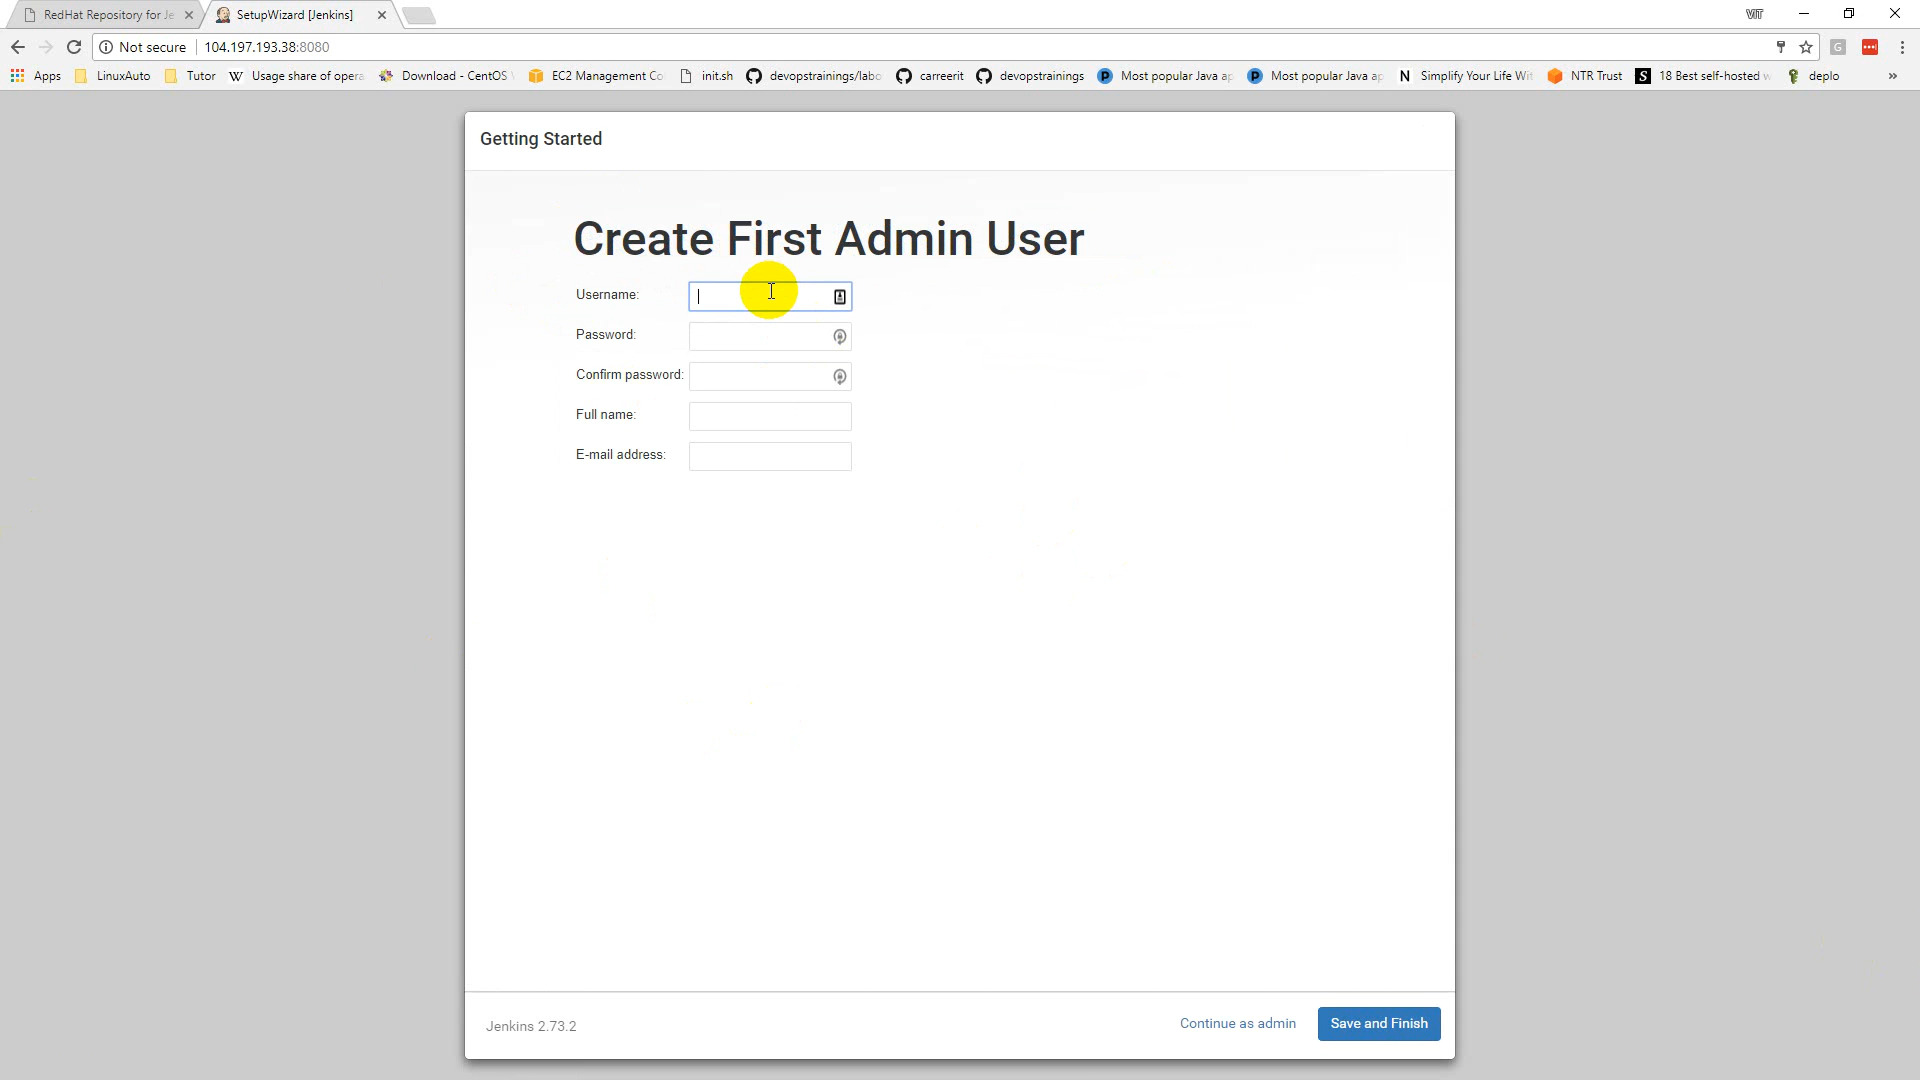 RedHat Repository for Je
SetupWizard [Jenkins]
VIT
Not secure
104.197.193.38:8080
G
Apps
LinuxAuto
Tutor
W
Usage share of opera
Download - CentOS
EC2 Management Co
init.sh
devopstrainings/labo
carreerit
devopstrainings
P
Most popular Java ap
P
Most popular Java ap
N
Simplify Your Life Wit
NTR Trust
S
18 Best self-hosted w
deplo
»
Getting Started
Create First Admin User
Username:
Password:
Confirm password:
Full name:
E-mail address:
Jenkins 2.73.2
Continue as admin
Save and Finish